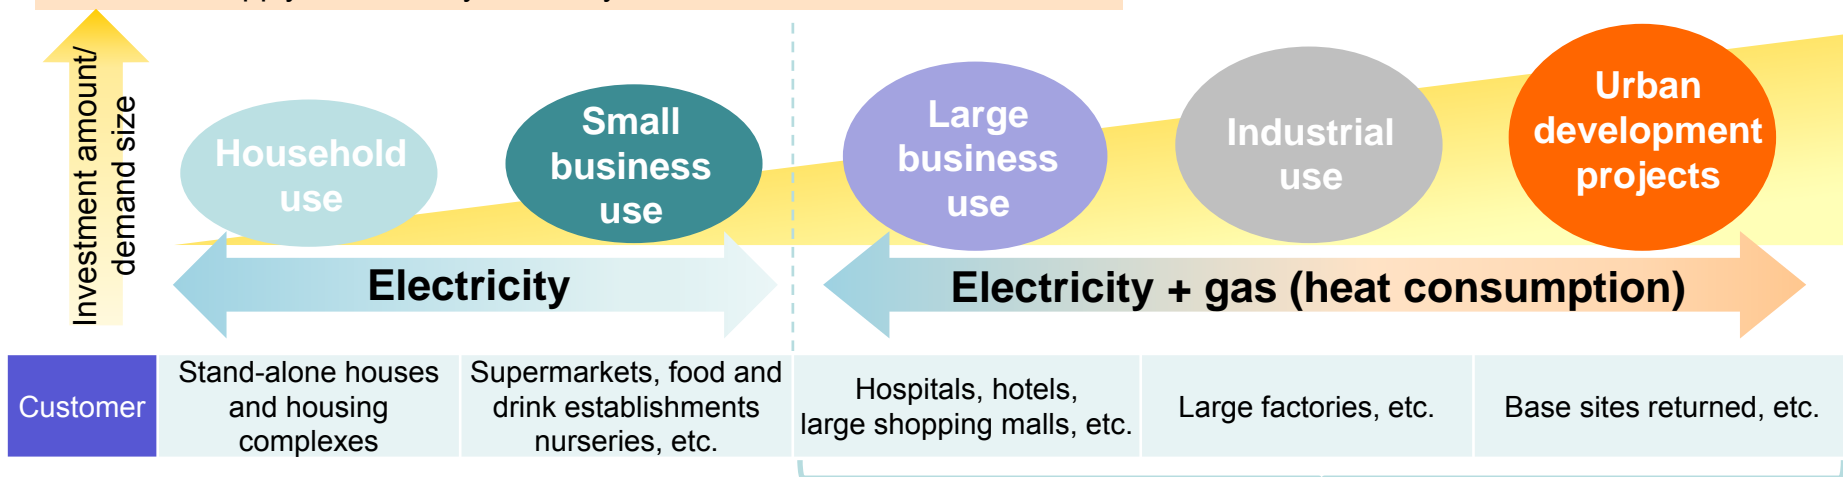 Investment amount/
demand size
Household
use
Small
business
use
Large
business
use
Industrial
use
Urban
development
projects
Electricity
Electricity + gas (heat consumption)
Customer
Stand-alone houses
and housing
complexes
Supermarkets, food and
drink establishments
nurseries, etc.
Hospitals, hotels,
large shopping malls, etc.
Large factories, etc.
Base sites returned, etc.